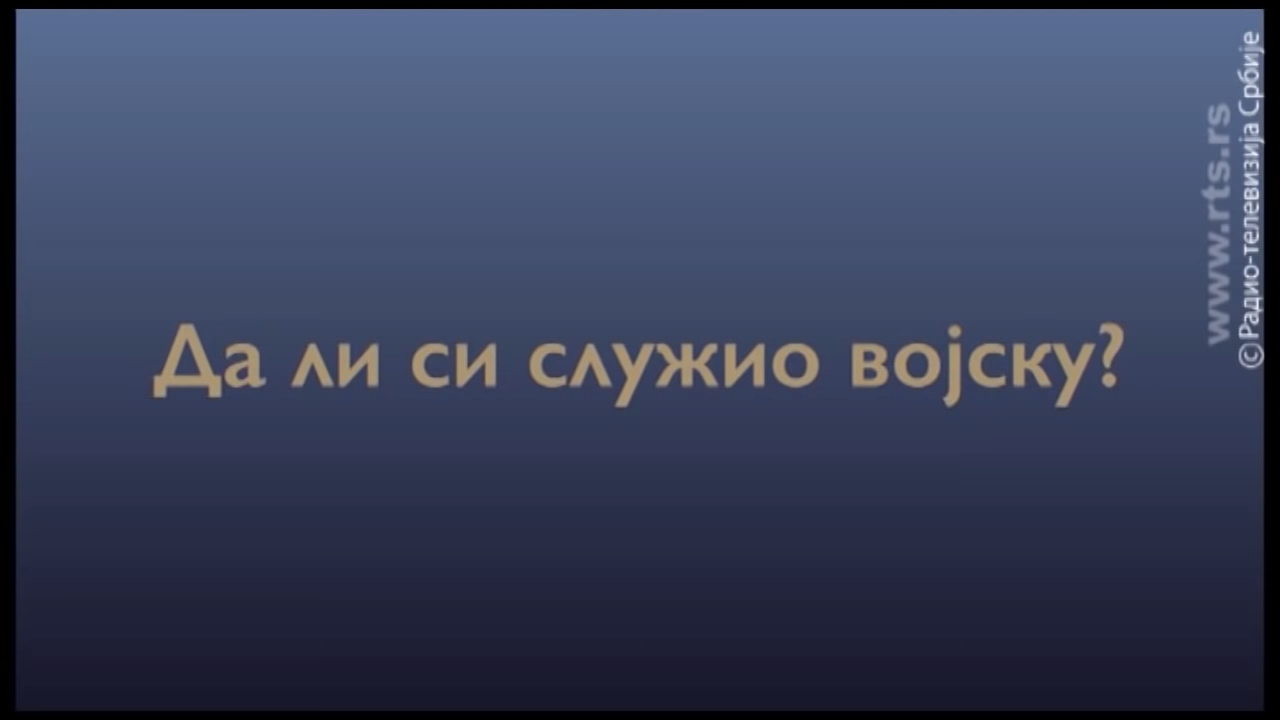 Да ли си служио војску?
www.rts.rs
©Радио-телевизија Србије